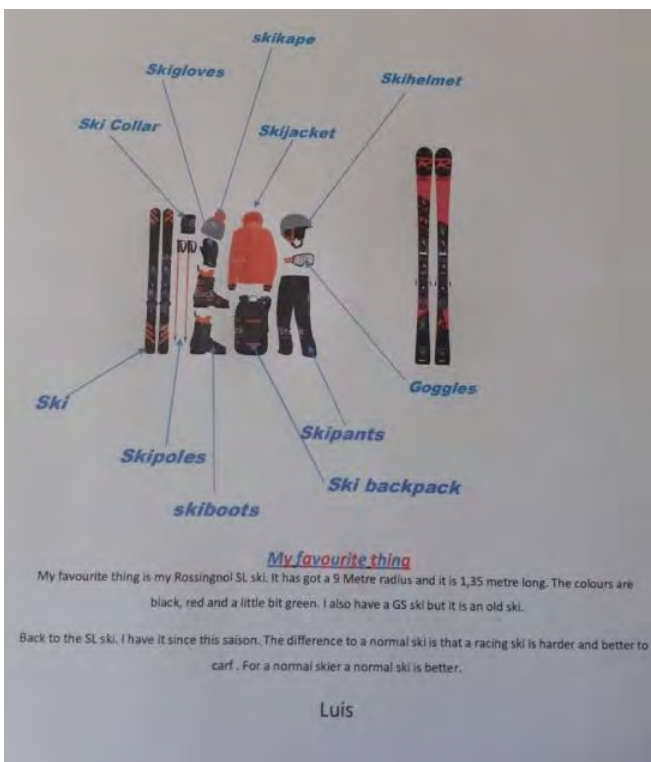 skikape
Skigloves
Skihelmet
Ski Collar
Skijacket
Goggles
Ski
Skipants
Skipoles
Ski backpack
skiboots
My favourite thing
My favourite thing is my Rossingnol SL ski. It has got a 9 Metre radius and it is 1,35 metre long. The colours are
black, red and a little bit green. I also have a GS ski but it is an old ski.
Back to the SL ski. I have it since this saison. The difference to a normal ski is that a racing ski is harder and better to
carf . For a normal skier a normal ski is better.
Luis